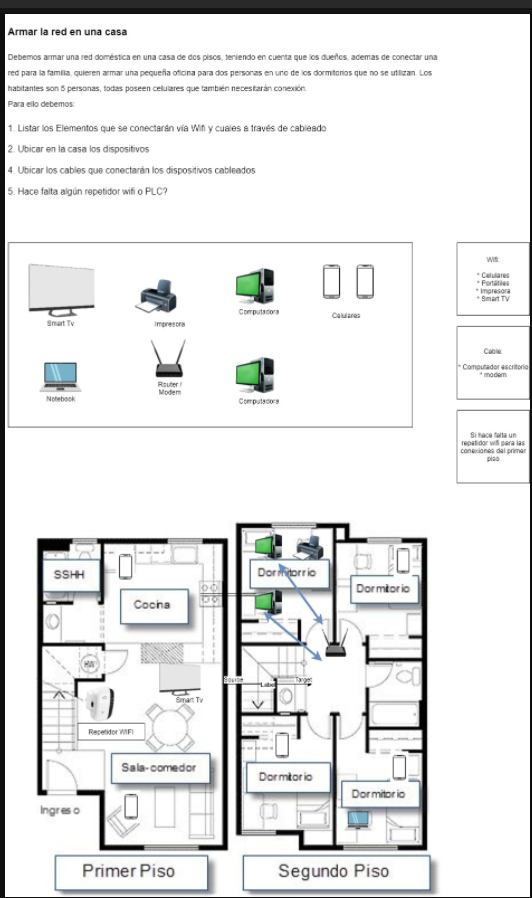 Armar la red en una casa
Debemos armar una red doméstica en una casa de dos pisos, teniendo en cuenta que los dueños, ademas de conectar una
red para la familia, quieren armar una pequeña oficina para dos personas en uno de los dormitorios que no se utilizan. Los
habitantes son 5 personas, todas poseen celulares que también necesitarán conexión.
Para ello debemos:
1. Listar los Elementos que se conectarán vía Wifi y cuales a través de cableado
2. Ubicar en la casa los dispositivos
4. Ubicar los cables que conectarán los dispositivos cableados
5. Hace falta algún repetidor wifi o PLC?
Smart Tv
Impresora
Computadora
Celulares
Notebook
Router /
Modem
Computadora
Wifi:
* Celulares
* Portátiles
* Impresora
* Smart TV
Cable:
* Computador escritorio
* modem
Si hace falta un
repetidor wifi para las
conexiones del primer
piso
SSHH
Cocina
HW
Smart Tv
Repetidor WIFI
Sala-comedor
Ingreso
Primer Piso
Dormitorrio
Dormitorio
Source
Label
Target
Dormitorio
Dormitorio
Segundo Piso